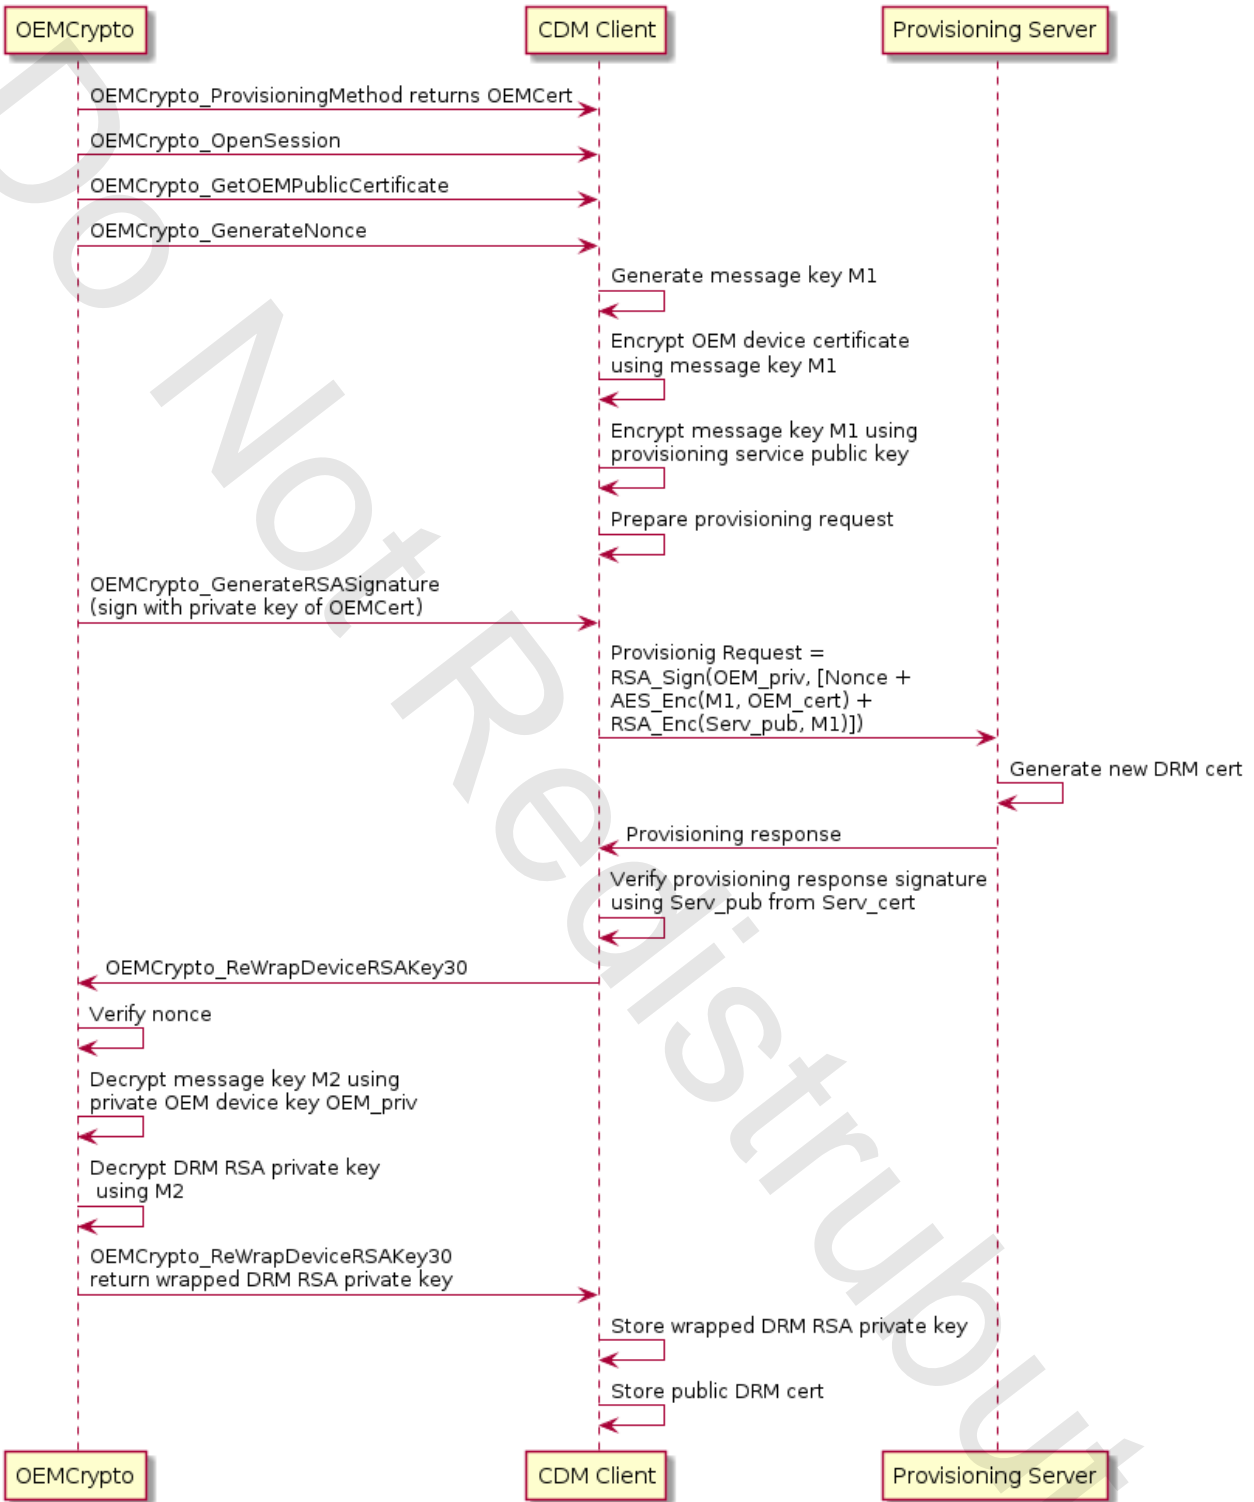 OEMCrypto
CDM Client
Provisioning Server
OEMCrypto_ProvisioningMethod returns OEMCert
OEMCrypto_OpenSession
OEMCrypto_GetOEMPublicCertificate
OEMCrypto_GenerateNonce
Generate message key M1
Encrypt OEM device certificate
using message key M1
Encrypt message key M1 using
provisioning service public key
Prepare provisioning request
OEMCrypto_GenerateRSASignature
(sign with private key of OEMCert)
Provisionig Request =
RSA_Sign(OEM_priv, [Nonce +
AES_Enc(M1, OEM_cert) +
RSA_Enc(Serv_pub, M1)])
Generate new DRM cert
Provisioning response
Verify provisioning response signature
using Serv_pub from Serv_cert
OEMCrypto_ReWrapDeviceRSAKey30
Verify nonce
Decrypt message key M2 using
private OEM device key OEM_priv
Decrypt DRM RSA private key
using M2
OEMCrypto_ReWrapDeviceRSAKey30
return wrapped DRM RSA private key
Store wrapped DRM RSA private key
Store public DRM cert
OEMCrypto
CDM Client
Provisioning Server
Do Not Redistribut